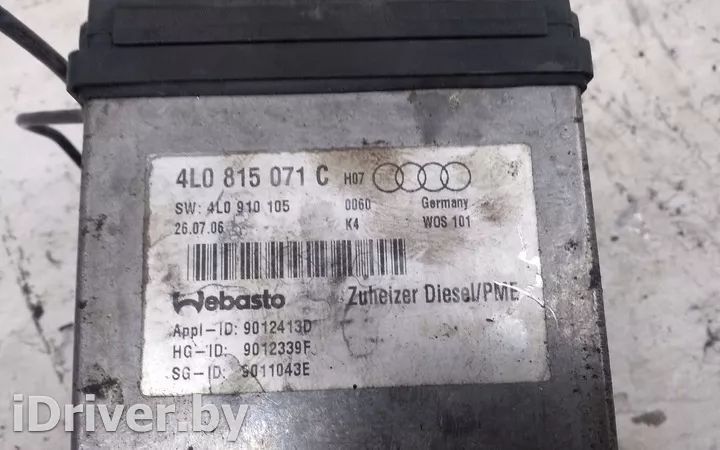 4L0 815 071 C H07
SW: 4L0 910 105 0060 Germany
26.07.06 K4 WOS 101
Webasto Zuheizer Diesel/PME
Appl-ID: 9012413D
HG-ID: 9012339F
SG-ID: 9011043E
iDriver.by